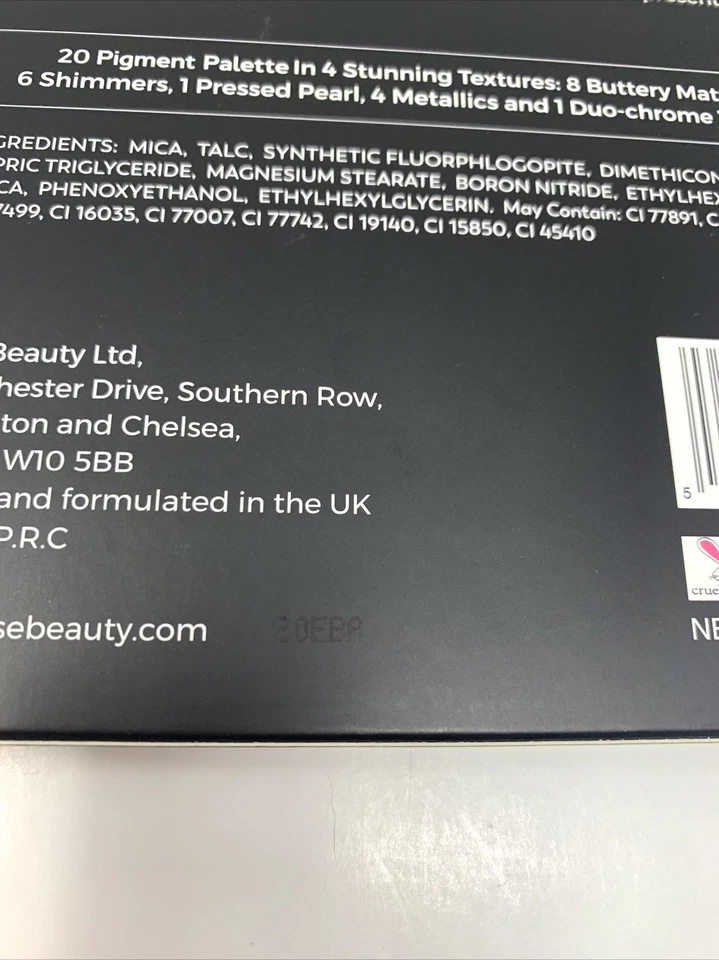 20 Pigment Palette In 4 Stunning Textures: 8 Buttery Mat
6 Shimmers, 1 Pressed Pearl, 4 Metallics and 1 Duo-chrome
GREDIENTS: MICA, TALC, SYNTHETIC FLUORPHLOGOPITE, DIMETHICON
PRIC TRIGLYCERIDE, MAGNESIUM STEARATE, BORON NITRIDE, ETHYLHEX
CA, PHENOXYETHANOL, ETHYLHEXYLGLYCERIN. May Contain: CI 77891, C
7499, CI 16035, CI 77007, CI 77742, CI 19140, CI 15850, CI 45410
Beauty Ltd,
hester Drive, Southern Row,
ton and Chelsea,
W10 5BB
and formulated in the UK
P.R.C
5
crue
sebeauty.com
NE